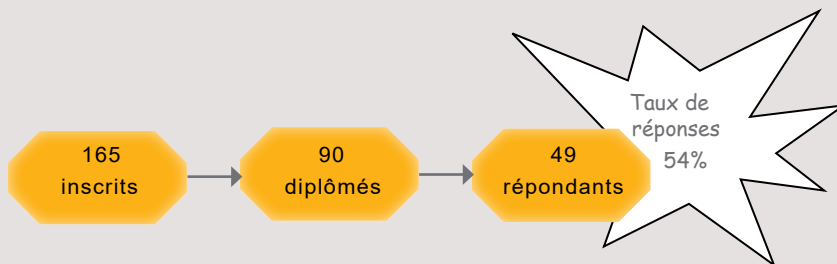 165
inscrits
90
diplômés
49
répondants
Taux de
réponses
54%